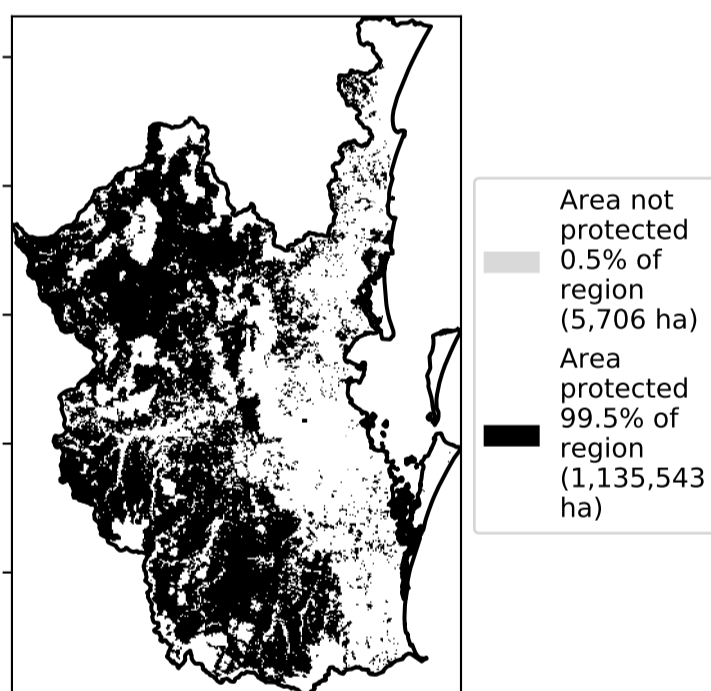 Area not
protected
0.5% of
region
(5,706 ha)
Area
protected
99.5% of
region
(1,135,543
ha)